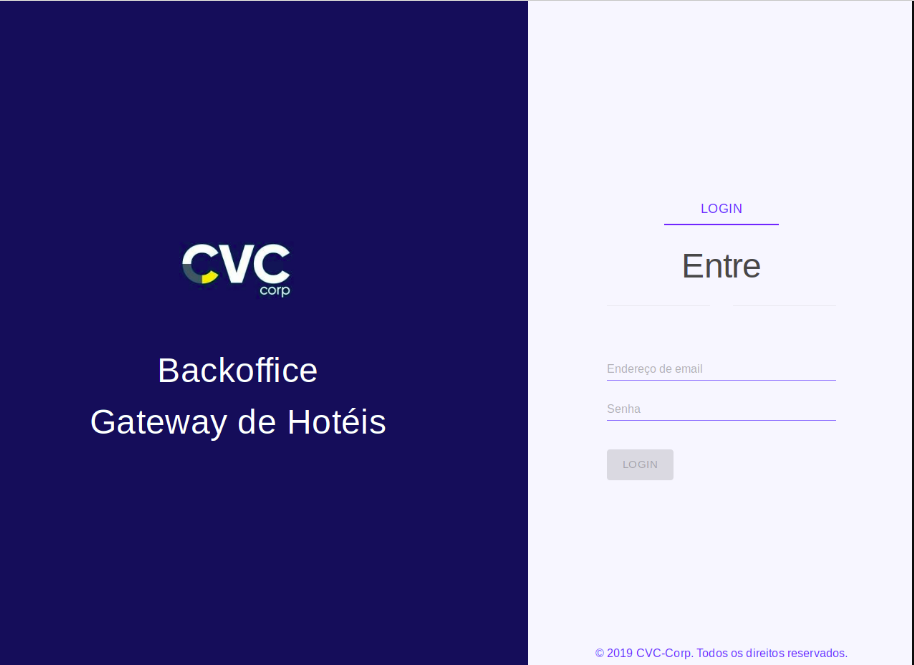 CVC
corp
Backoffice
Gateway de Hotéis
LOGIN
Entre
Endereço de email
Senha
LOGIN
© 2019 CVC-Corp. Todos os direitos reservados.